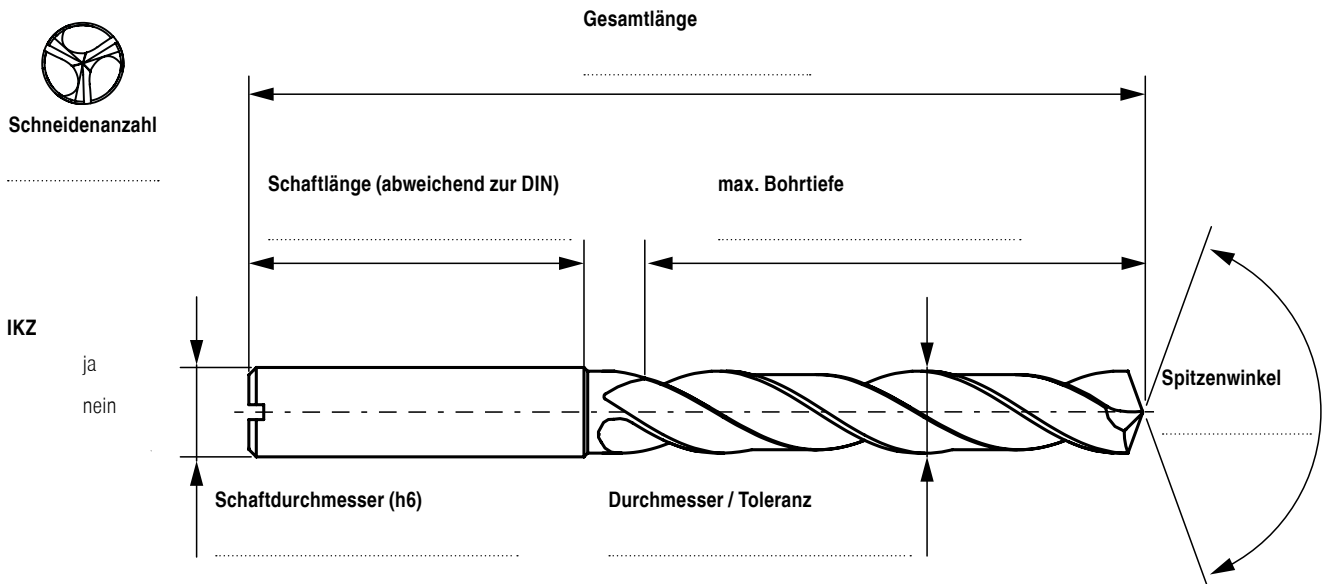 Gesamtlänge
Schneidenanzahl
Schaftlänge (abweichend zur DIN)
max. Bohrtiefe
IKZ
ja
nein
Spitzenwinkel
Schaftdurchmesser (h6)
Durchmesser / Toleranz